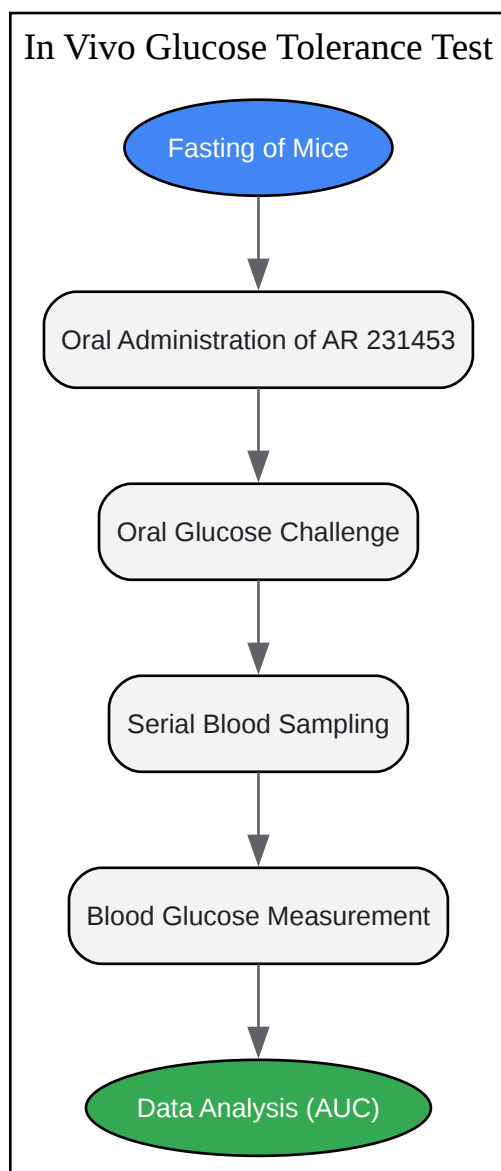 In Vivo Glucose Tolerance Test
Fasting of Mice
Oral Administration of AR 231453
Oral Glucose Challenge
Serial Blood Sampling
Blood Glucose Measurement
Data Analysis (AUC)